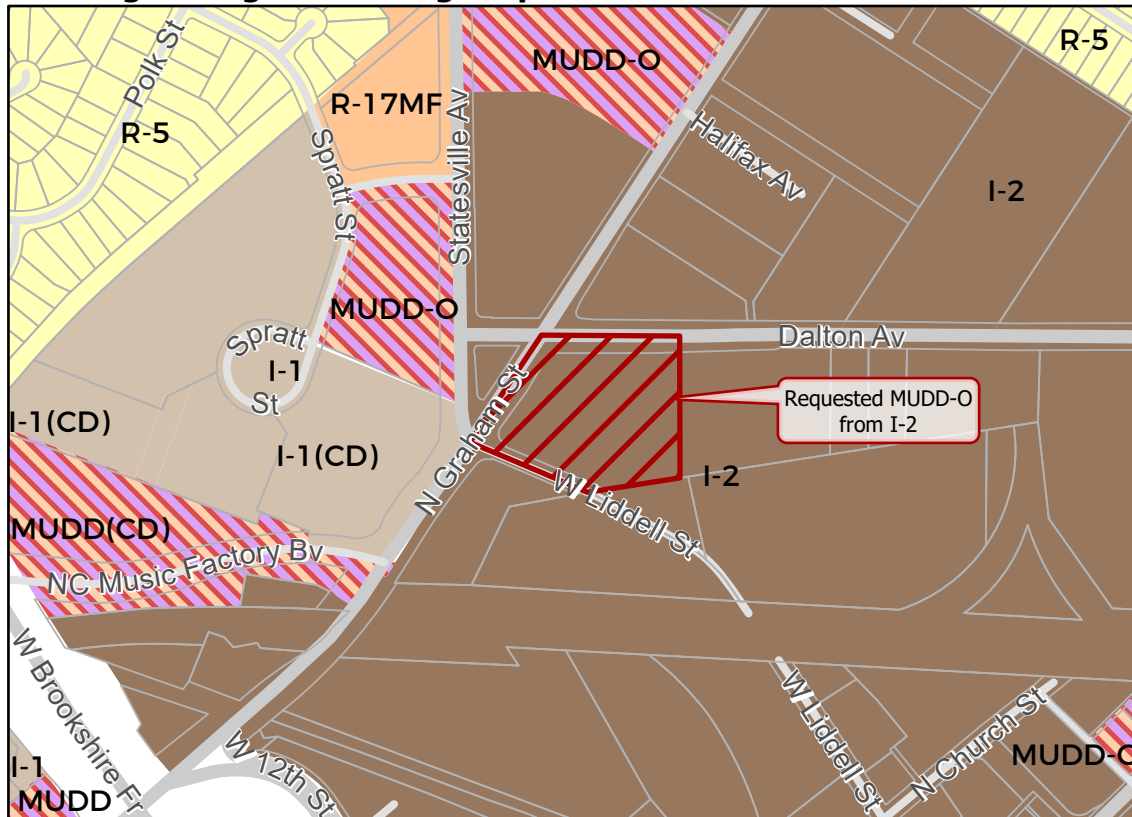 MUDD-O
R-5
Polk St
R-17MF
R-5
Statesville Av
Halifax Av
Spratt St
I-2
MUDD-O
Dalton Av
Spratt
St
I-1
Requested MUDD-O
from I-2
I-1(CD)
I-1(CD)
N Graham St
I-2
W Liddell St
MUDD(CD)
NC Music Factory Bv
W Brookshire Fr
W Liddell St
N Church St
W 12th St
MUDD-O
I-1
MUDD